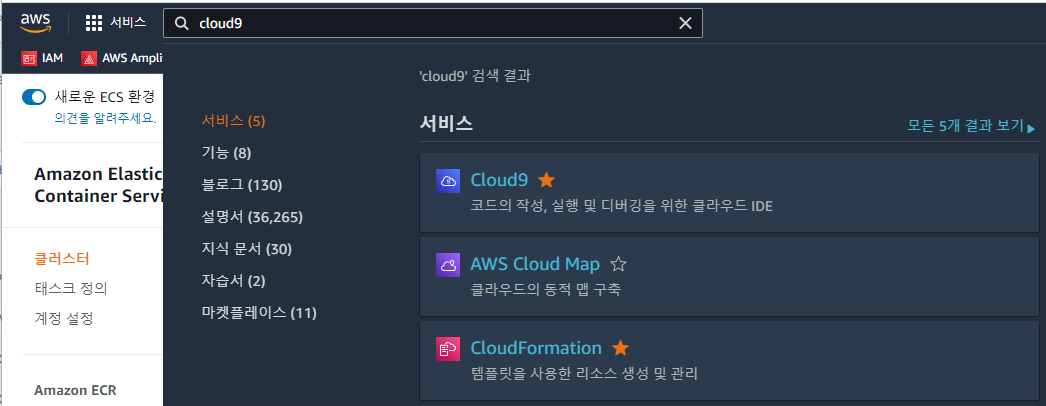 aws
서비스
cloud9
IAM
AWS Ampli
새로운 ECS 환경
의견을 알려주세요.
Amazon Elastic
Container Servi
클러스터
태스크 정의
계정 설정
Amazon ECR
'cloud9' 검색 결과
서비스 (5)
기능 (8)
블로그 (130)
설명서 (36,265)
지식 문서 (30)
자습서 (2)
마켓플레이스 (11)
서비스
모든 5개 결과 보기
Cloud9
코드의 작성, 실행 및 디버깅을 위한 클라우드 IDE
AWS Cloud Map
클라우드의 동적 맵 구축
CloudFormation
템플릿을 사용한 리소스 생성 및 관리